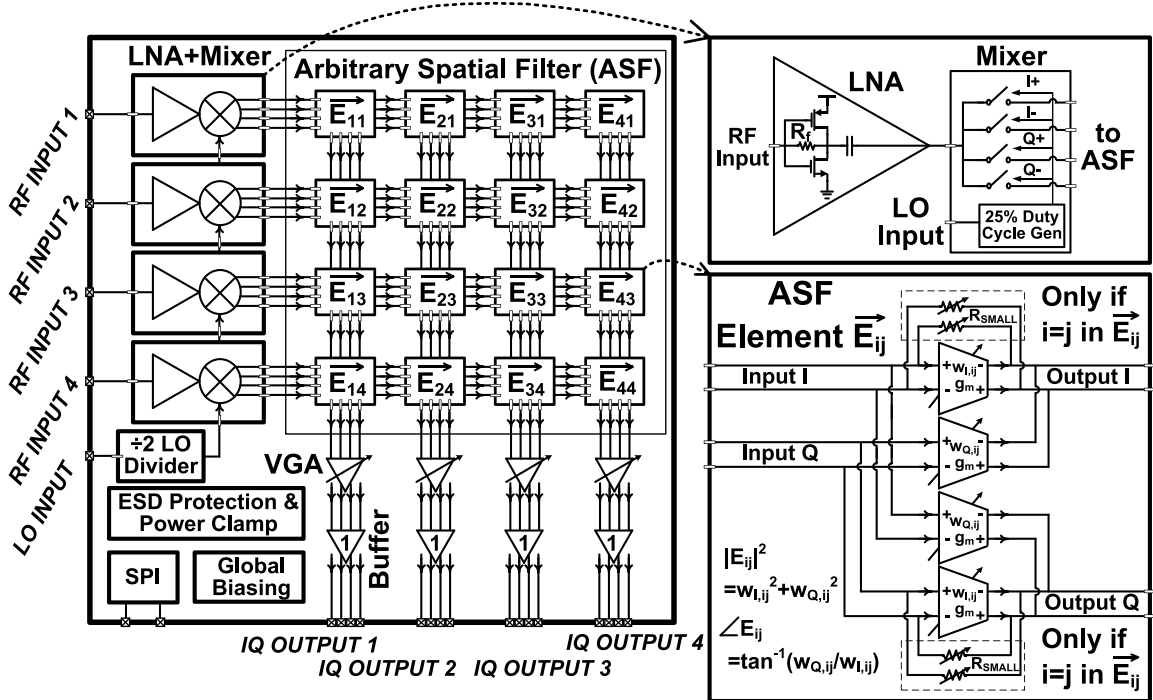 LNA+Mixer
Arbitrary Spatial Filter (ASF)
RF INPUT 1
E11 E21 E31 E41
RF INPUT 2
E12 E22 E32 E42
RF INPUT 3
E13 E23 E33 E43
RF INPUT 4
E14 E24 E34 E44
LO INPUT
÷2 LO
Divider
VGA
ESD Protection &
Power Clamp
1 1 1 1
Buffer
SPI
Global
Biasing
IQ OUTPUT 1
IQ OUTPUT 2
IQ OUTPUT 3
IQ OUTPUT 4
LNA
Mixer
RF
Input
Rf
I+
I-
Q+
Q-
to
ASF
LO
Input
25% Duty
Cycle Gen
ASF
Element Eij
RSMALL
Only if
i=j in Eij
Input I
+ wI,ij -
- gm +
Output I
Input Q
+ wQ,ij -
- gm +
+ wQ,ij -
- gm +
+ wI,ij -
- gm +
Output Q
|Eij|²
=wI,ij²+wQ,ij²
∠Eij
=tan⁻¹(wQ,ij/wI,ij)
RSMALL
Only if
i=j in Eij